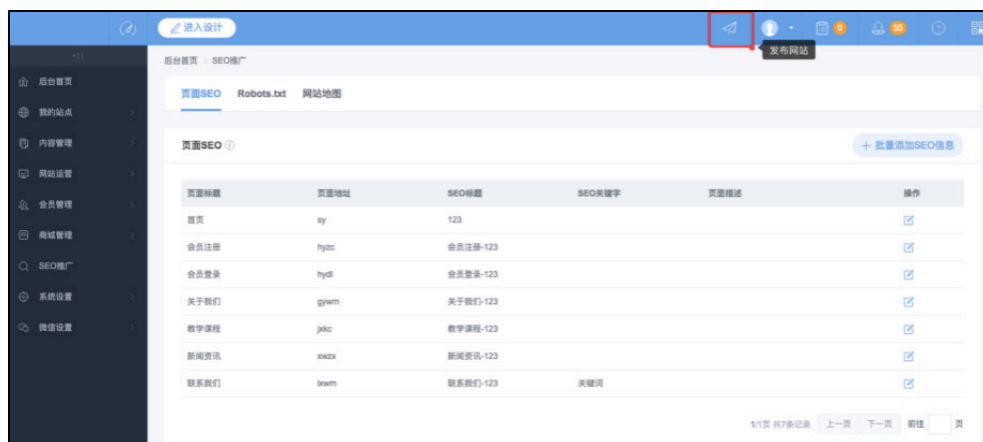 进入设计
0
55
发布网站
后台首页 > SEO推广
后台首页
我的站点
内容管理
网站运营
会员管理
商城管理
SEO推广
系统设置
微信设置
页面SEO Robots.txt 网站地图
页面SEO
+ 批量添加SEO信息
页面标题 页面地址 SEO标题 SEO关键字 页面描述 操作
首页 sy 123
会员注册 hyzc 会员注册-123
会员登录 hydl 会员登录-123
关于我们 gywm 关于我们-123
教学课程 jxkc 教学课程-123
新闻资讯 xwzx 新闻资讯-123
联系我们 lxwm 联系我们-123 关键词
1/1页 共7条记录 上一页 下一页 前往 页